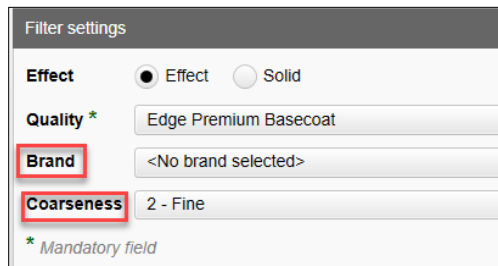 Filter settings
Effect Effect Solid
Quality * Edge Premium Basecoat
Brand <No brand selected>
Coarseness 2 - Fine
* Mandatory field